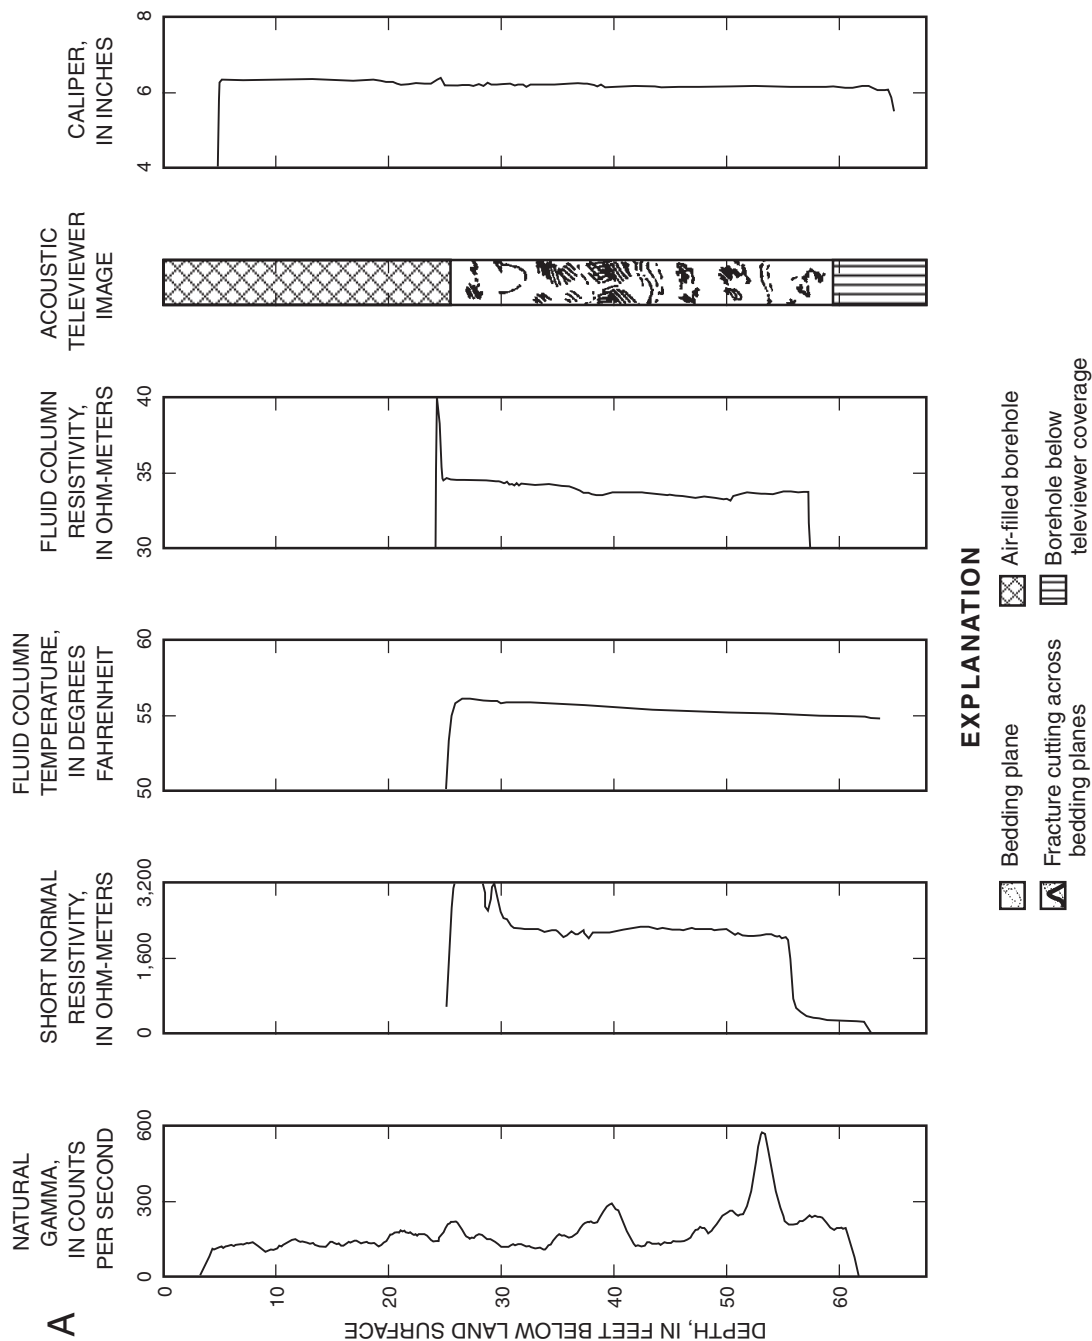 A
NATURAL
GAMMA,
IN COUNTS
PER SECOND
0
300
600
SHORT NORMAL
RESISTIVITY,
IN OHM-METERS
0
1,600
3,200
FLUID COLUMN
TEMPERATURE,
IN DEGREES
FAHRENHEIT
50
55
60
FLUID COLUMN
RESISTIVITY,
IN OHM-METERS
30
35
40
ACOUSTIC
TELEVIEWER
IMAGE
CALIPER,
IN INCHES
4
6
8
DEPTH, IN FEET BELOW LAND SURFACE
0
10
20
30
40
50
60
EXPLANATION
Bedding plane
Fracture cutting across
bedding planes
Air-filled borehole
Borehole below
televiewer coverage